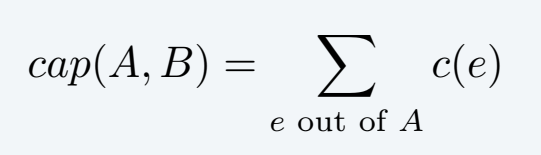 cap(A, B) = ∑ c(e)
e out of A